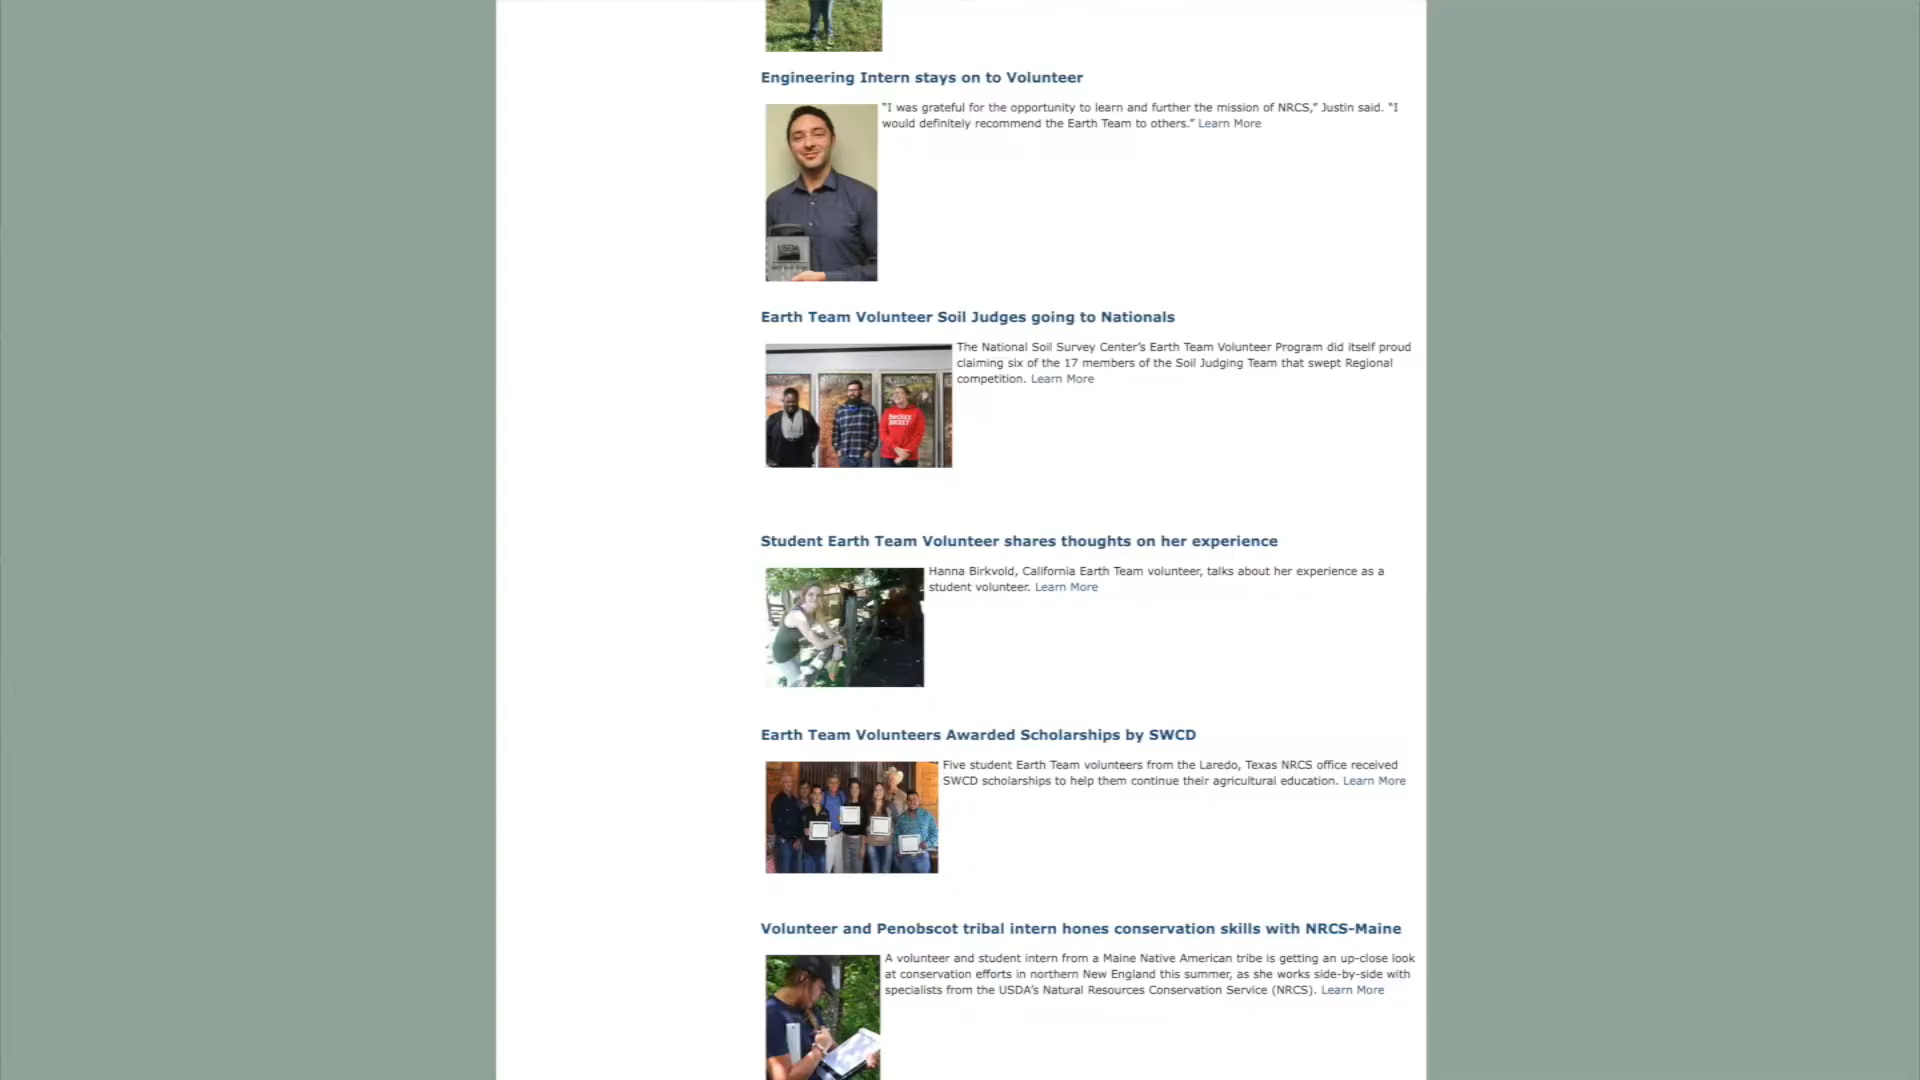 Engineering Intern stays on to Volunteer
"I was grateful for the opportunity to learn and further the mission of NRCS," Justin said. "I
would definitely recommend the Earth Team to others." Learn More
USDA
Earth Team Volunteer Soil Judges going to Nationals
The National Soil Survey Center's Earth Team Volunteer Program did itself proud
claiming six of the 17 members of the Soil Judging Team that swept Regional
competition. Learn More
Student Earth Team Volunteer shares thoughts on her experience
Hanna Birkvold, California Earth Team volunteer, talks about her experience as a
student volunteer. Learn More
Earth Team Volunteers Awarded Scholarships by SWCD
Five student Earth Team volunteers from the Laredo, Texas NRCS office received
SWCD scholarships to help them continue their agricultural education. Learn More
Volunteer and Penobscot tribal intern hones conservation skills with NRCS-Maine
A volunteer and student intern from a Maine Native American tribe is getting an up-close look
at conservation efforts in northern New England this summer, as she works side-by-side with
specialists from the USDA's Natural Resources Conservation Service (NRCS). Learn More